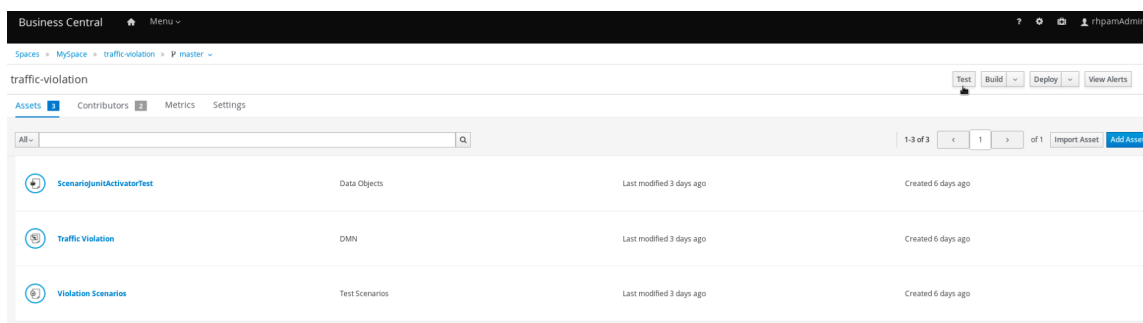 Business Central Menu ? rhpamAdmin
Spaces » MySpace » traffic-violation » master
traffic-violation Test Build Deploy View Alerts
Assets 3 Contributors 2 Metrics Settings
All 1-3 of 3 < 1 > of 1 Import Asset Add Asse
ScenarioJunitActivatorTest Data Objects Last modified 3 days ago Created 6 days ago
Traffic Violation DMN Last modified 3 days ago Created 6 days ago
Violation Scenarios Test Scenarios Last modified 3 days ago Created 6 days ago